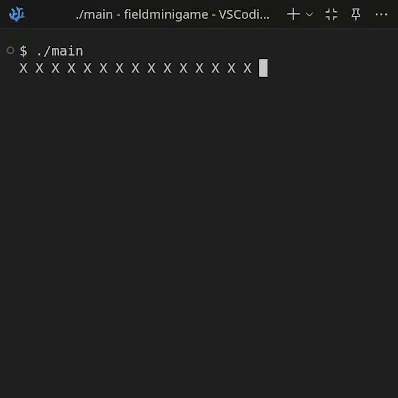 ./main - fieldminigame - VSCodi...
$ ./main
X X X X X X X X X X X X X X X